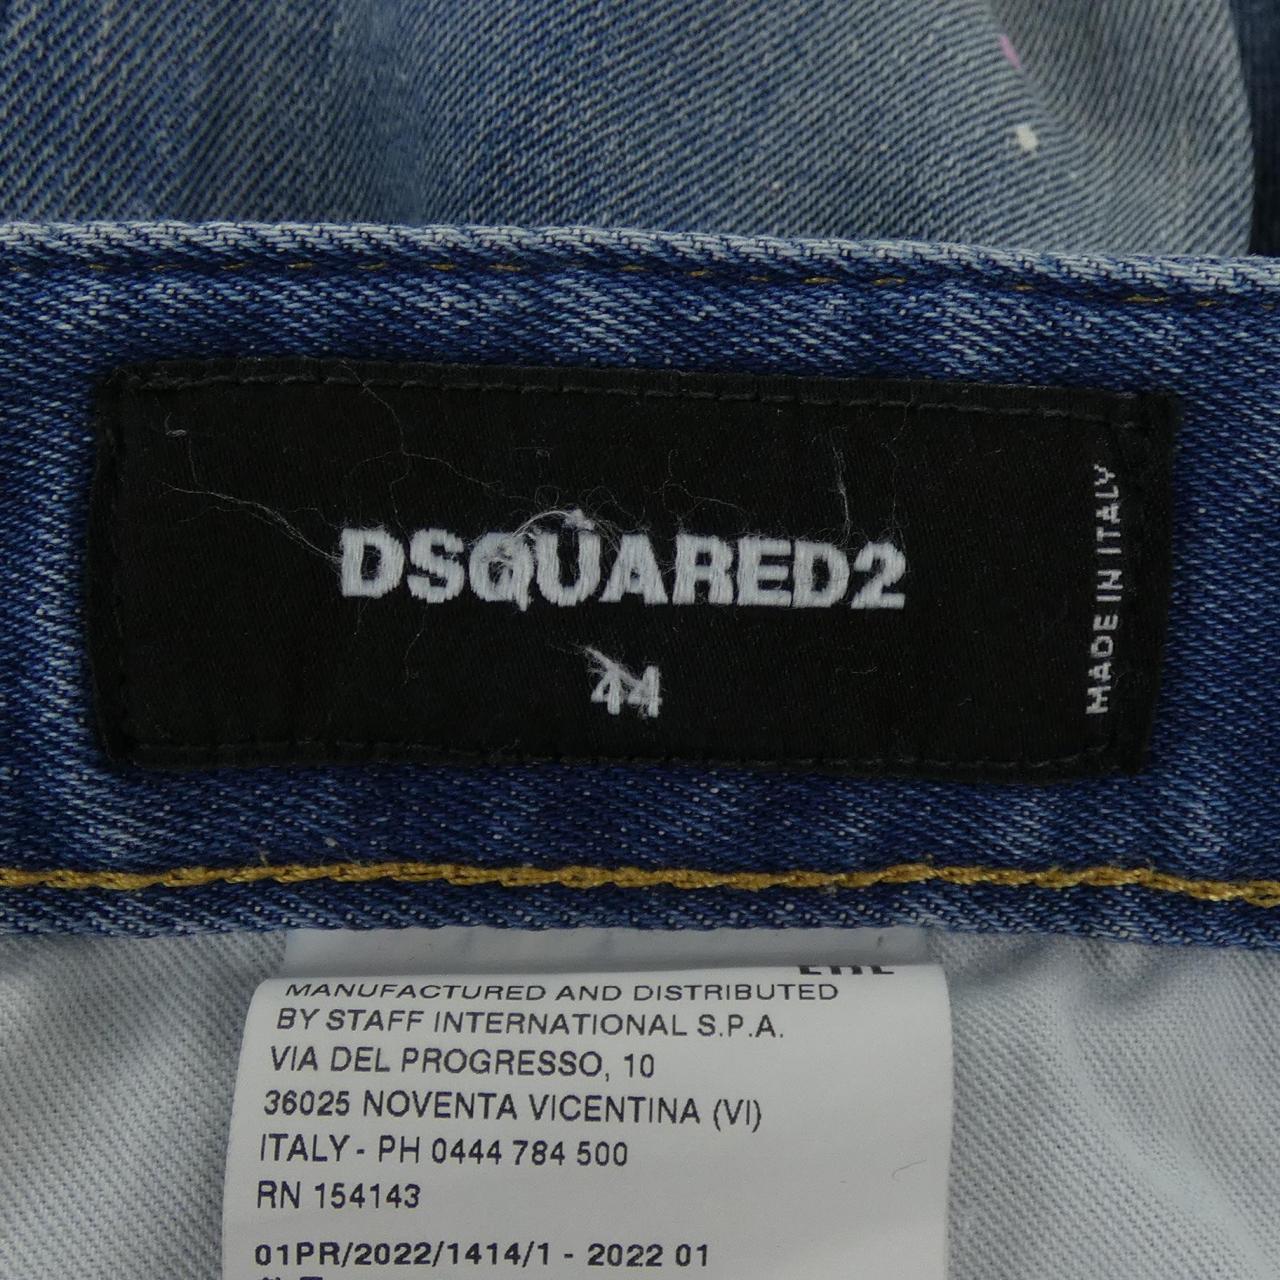 DSQUARED2
44
MADE IN ITALY
MANUFACTURED AND DISTRIBUTED
BY STAFF INTERNATIONAL S.P.A.
VIA DEL PROGRESSO, 10
36025 NOVENTA VICENTINA (VI)
ITALY - PH 0444 784 500
RN 154143
01PR/2022/1414/1 - 2022 01